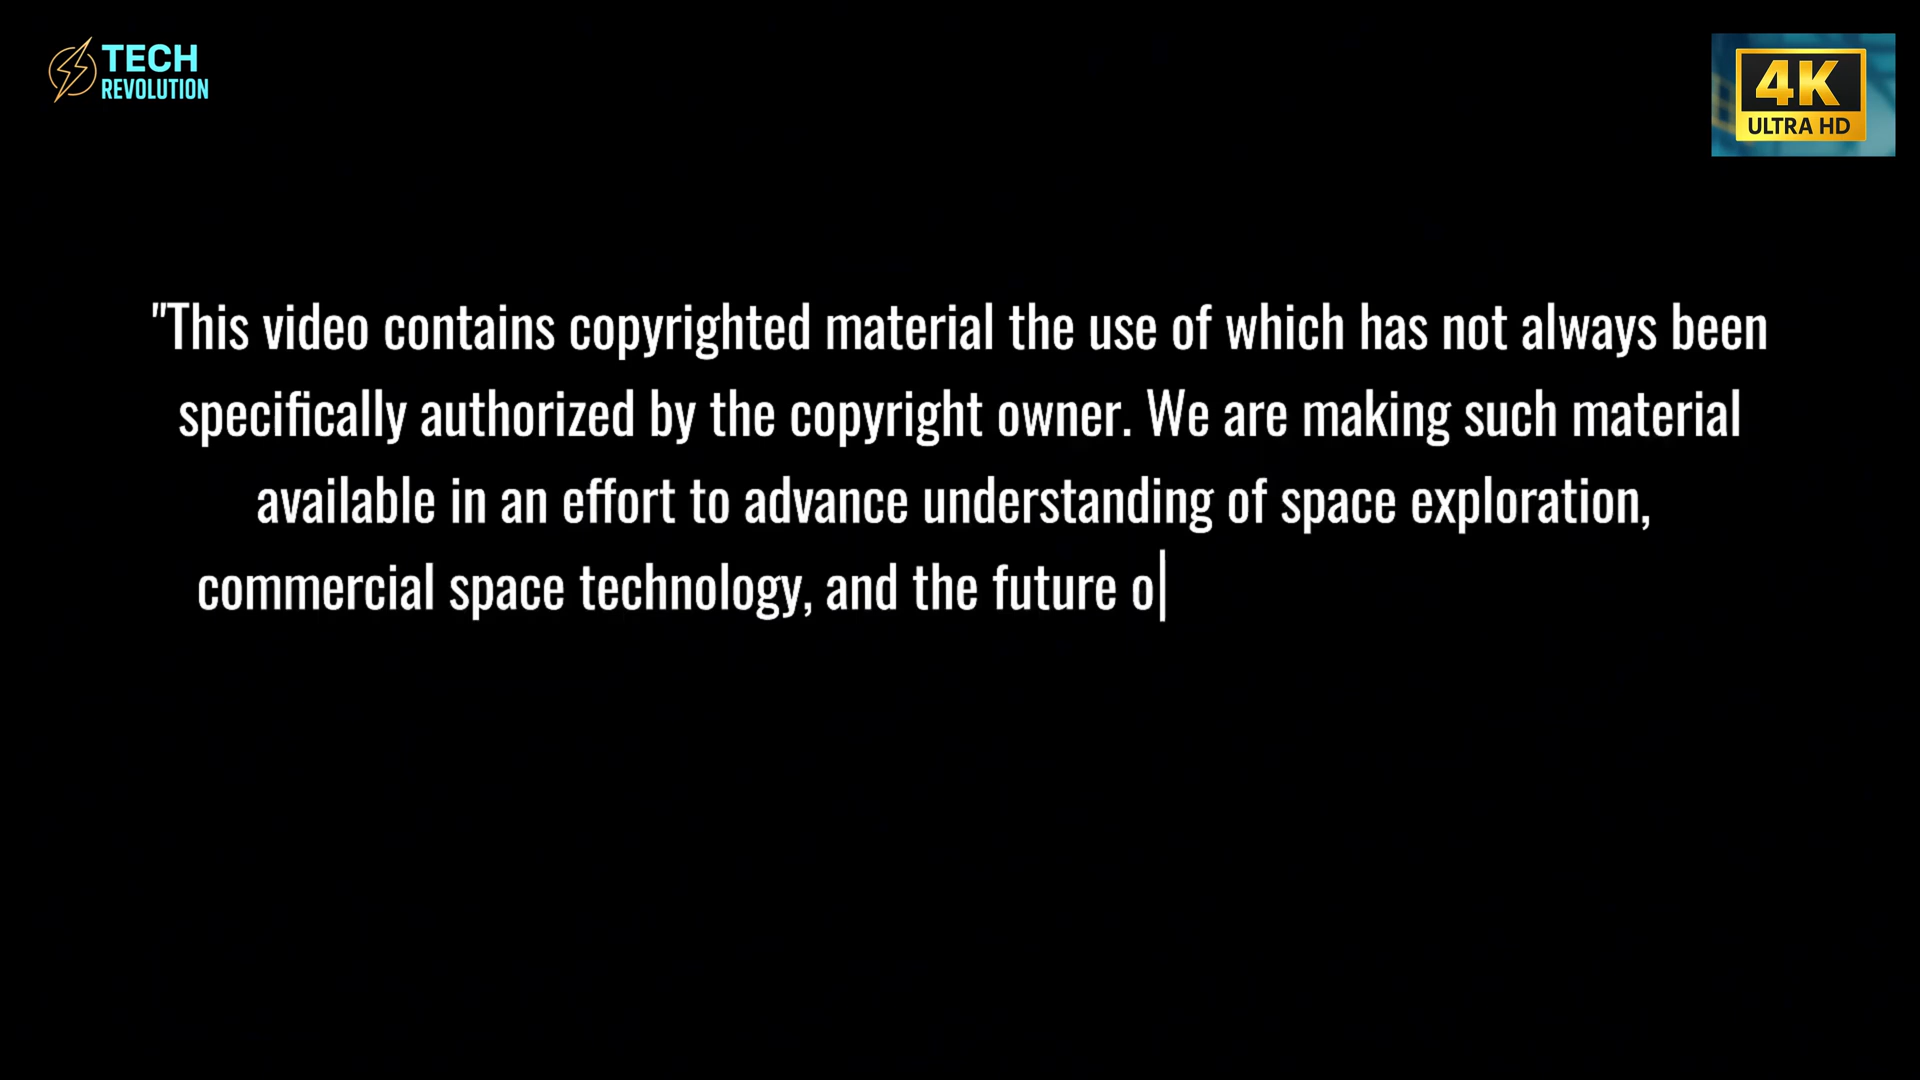 TECH
REVOLUTION
4K
ULTRA HD
"This video contains copyrighted material the use of which has not always been
specifically authorized by the copyright owner. We are making such material
available in an effort to advance understanding of space exploration,
commercial space technology, and the future o